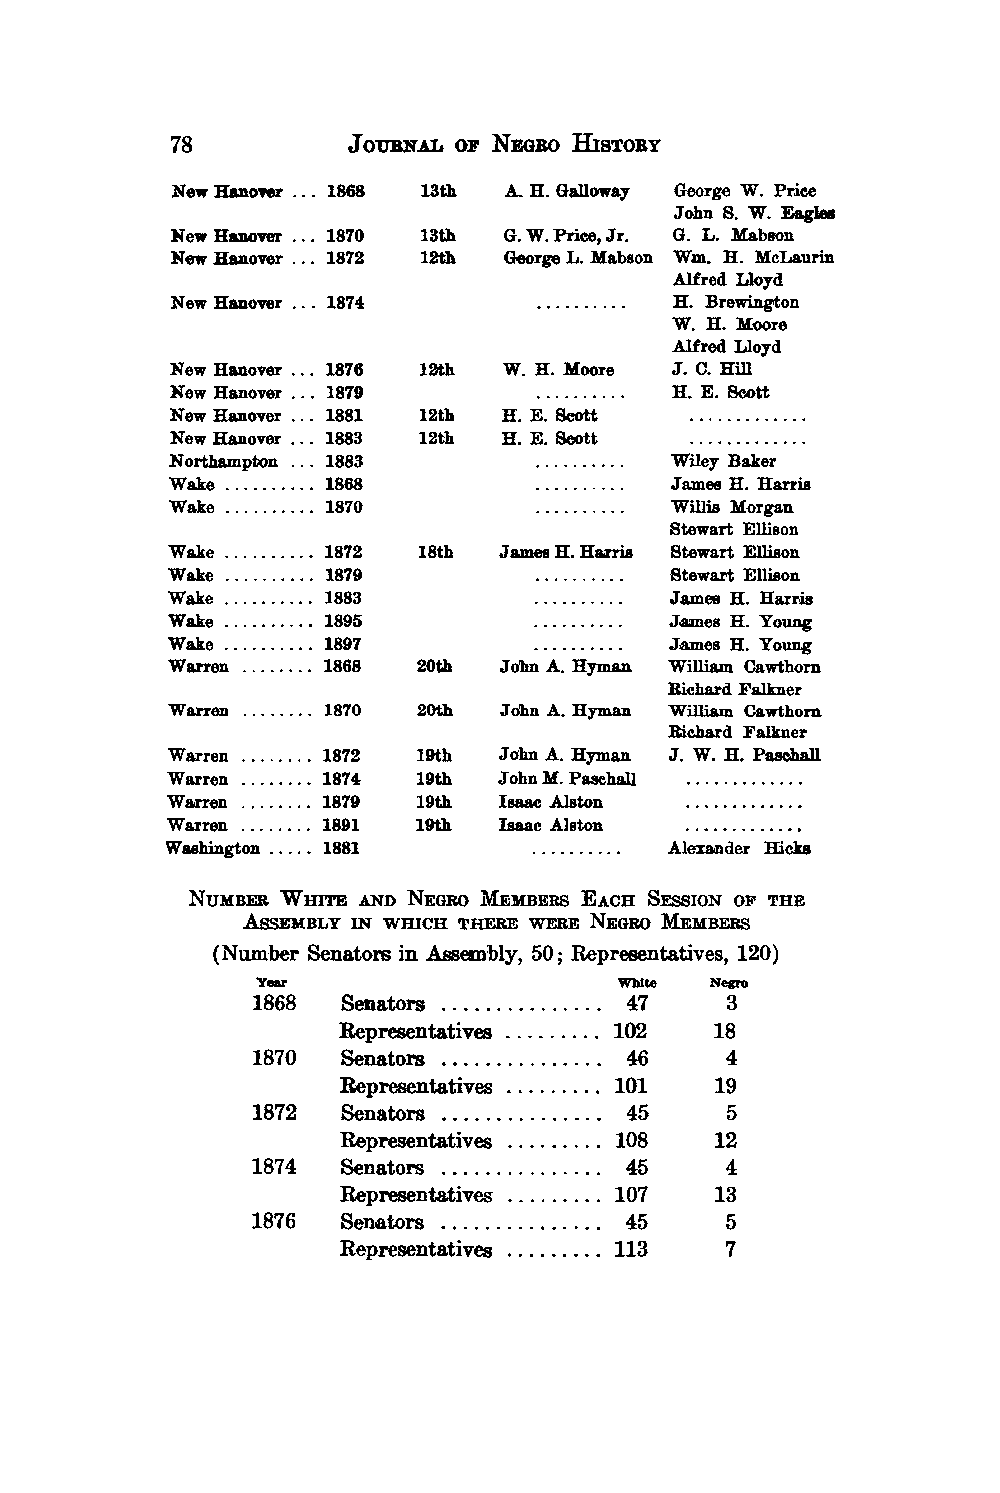 78 JOURNAL OF NEGRO HISTORY
New Hanover ... 1868 13th A. H. Galloway George W. Price
John S. W. Eagles
New Hanover ... 1870 13th G. W. Price, Jr. G. L. Mabson
New Hanover ... 1872 12th George L. Mabson Wm. H. McLaurin
Alfred Lloyd
New Hanover ... 1874 .......... H. Brewington
W. H. Moore
Alfred Lloyd
New Hanover ... 1876 12th W. H. Moore J. C. Hill
New Hanover ... 1879 .......... H. E. Scott
New Hanover ... 1881 12th H. E. Scott .............
New Hanover ... 1883 12th H. E. Scott .............
Northampton ... 1883 .......... Wiley Baker
Wake .......... 1868 .......... James H. Harris
Wake .......... 1870 .......... Willis Morgan
Stewart Ellison
Wake .......... 1872 18th James H. Harris Stewart Ellison
Wake .......... 1879 .......... Stewart Ellison
Wake .......... 1883 .......... James H. Harris
Wake .......... 1895 .......... James H. Young
Wake .......... 1897 .......... James H. Young
Warren ........ 1868 20th John A. Hyman William Cawthorn
Richard Falkner
Warren ........ 1870 20th John A. Hyman William Cawthorn
Richard Falkner
Warren ........ 1872 19th John A. Hyman J. W. H. Paschall
Warren ........ 1874 19th John M. Paschall .............
Warren ........ 1879 19th Isaac Alston .............
Warren ........ 1891 19th Isaac Alston .............
Washington ..... 1881 .......... Alexander Hicks
NUMBER WHITE AND NEGRO MEMBERS EACH SESSION OF THE
ASSEMBLY IN WHICH THERE WERE NEGRO MEMBERS
(Number Senators in Assembly, 50; Representatives, 120)
Year White Negro
1868 Senators ............... 47 3
Representatives ......... 102 18
1870 Senators ............... 46 4
Representatives ......... 101 19
1872 Senators ............... 45 5
Representatives ......... 108 12
1874 Senators ............... 45 4
Representatives ......... 107 13
1876 Senators ............... 45 5
Representatives ......... 113 7